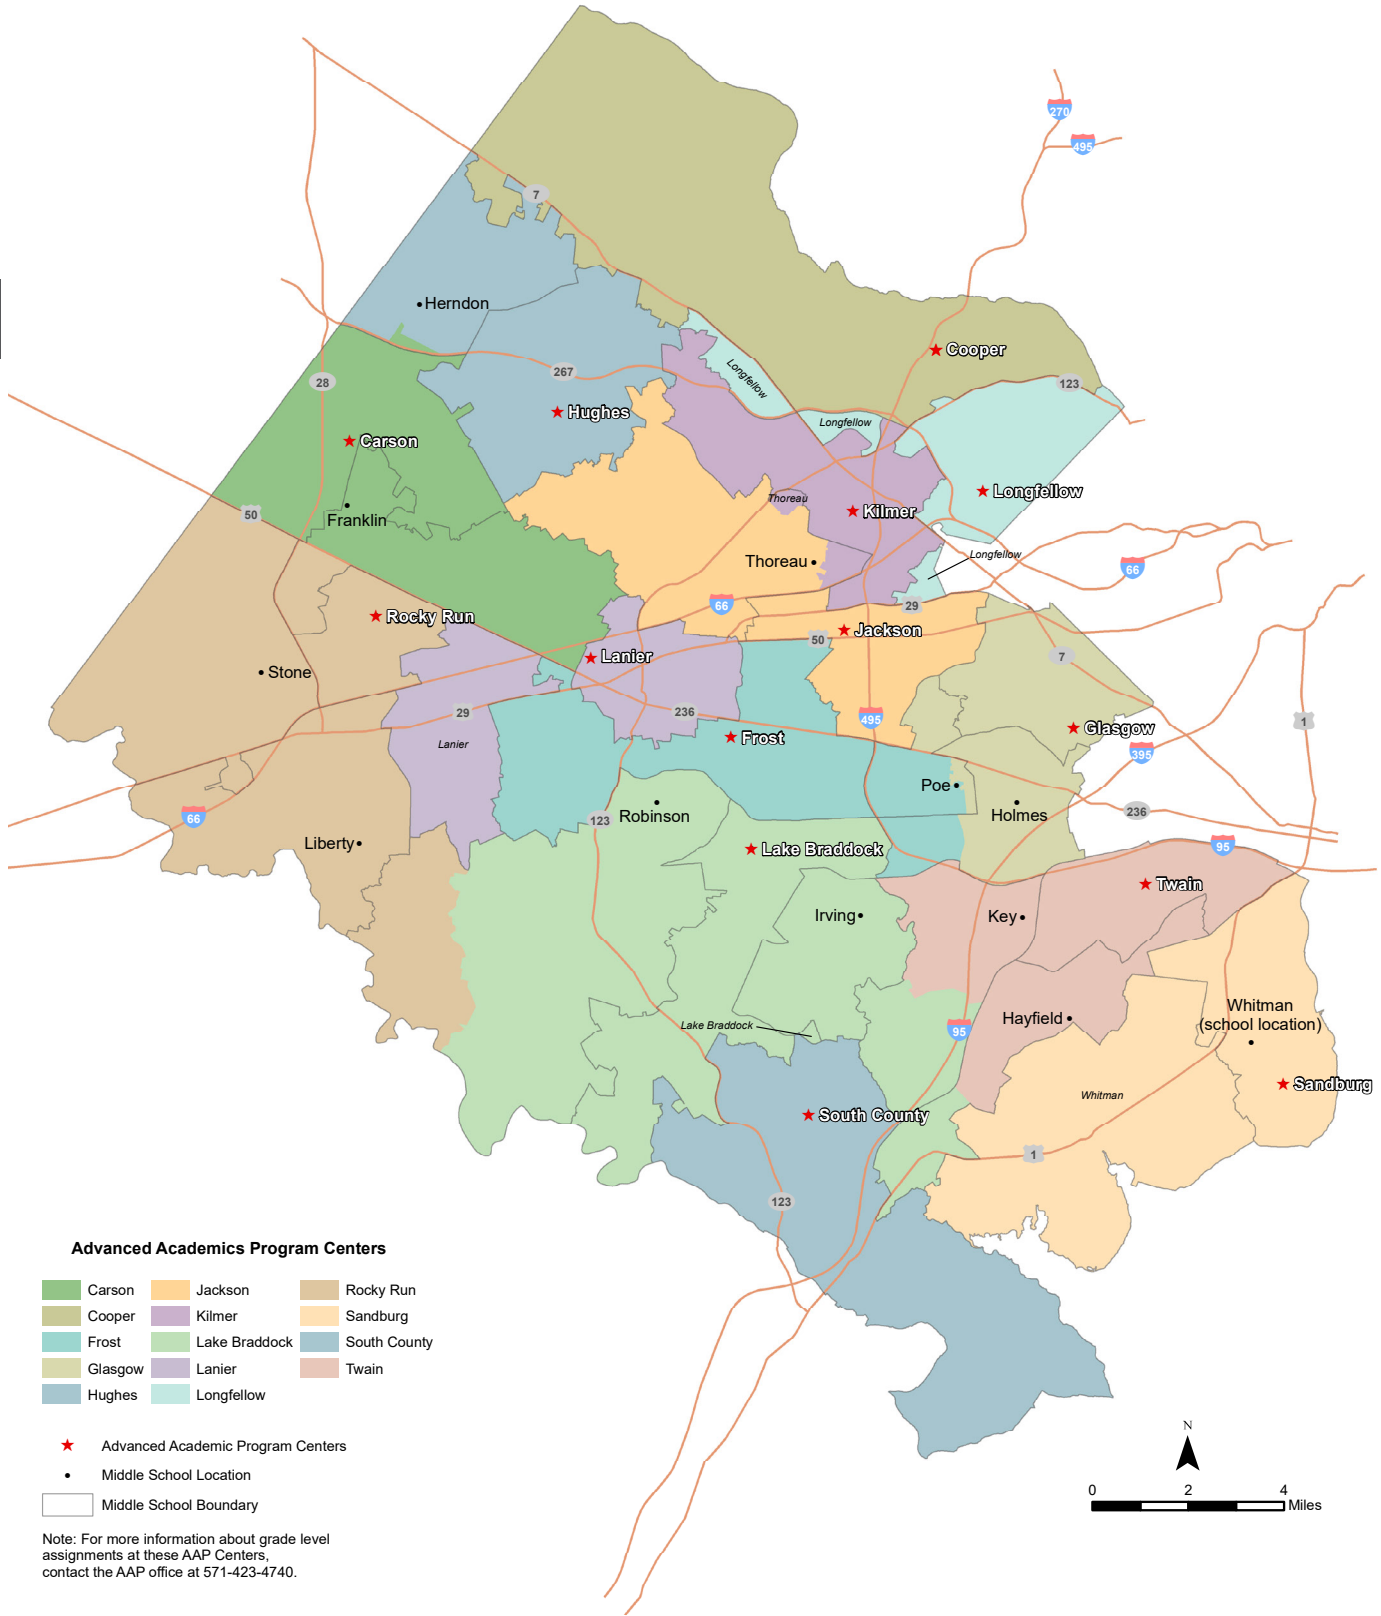 270
495
7
Herndon
Cooper
267
Longfellow
28
123
Hughes
Longfellow
Carson
Longfellow
Thoreau
Kilmer
50
Franklin
Longfellow
Thoreau
66
66
29
Rocky Run
Jackson
50
Lanier
7
Stone
29
236
495
1
Lanier
Frost
Glasgow
395
Poe
Holmes
236
66
123
Robinson
Liberty
Lake Braddock
95
Twain
Irving
Key
Whitman
(school location)
Hayfield
Lake Braddock
95
Sandburg
Whitman
South County
1
123
Advanced Academics Program Centers
Carson
Jackson
Rocky Run
Cooper
Kilmer
Sandburg
Frost
Lake Braddock
South County
Glasgow
Lanier
Twain
Hughes
Longfellow
Advanced Academic Program Centers
Middle School Location
Middle School Boundary
N
0 2 4
Miles
Note: For more information about grade level
assignments at these AAP Centers,
contact the AAP office at 571-423-4740.